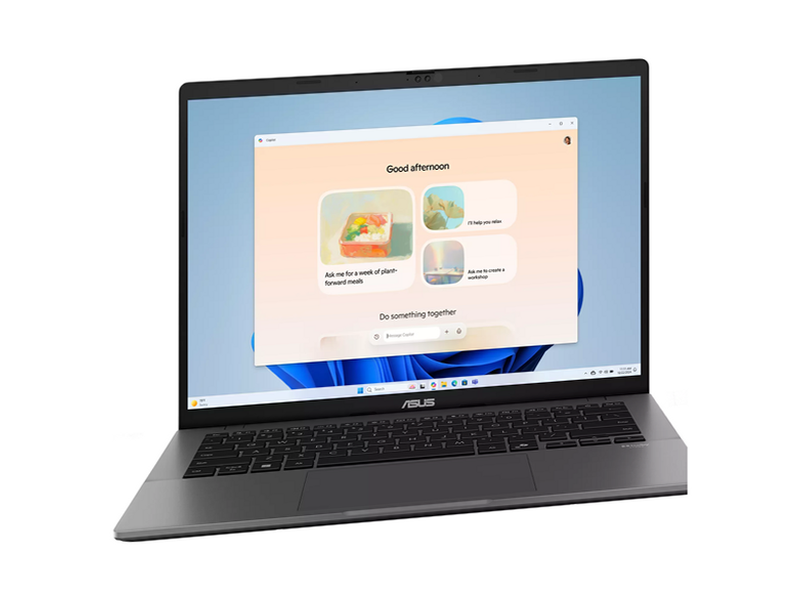 Copilot
Good afternoon
Ask me for a week of plant-
forward meals
I'll help you relax
Ask me to create a
workshop
Do something together
Message Copilot
Search
ASUS